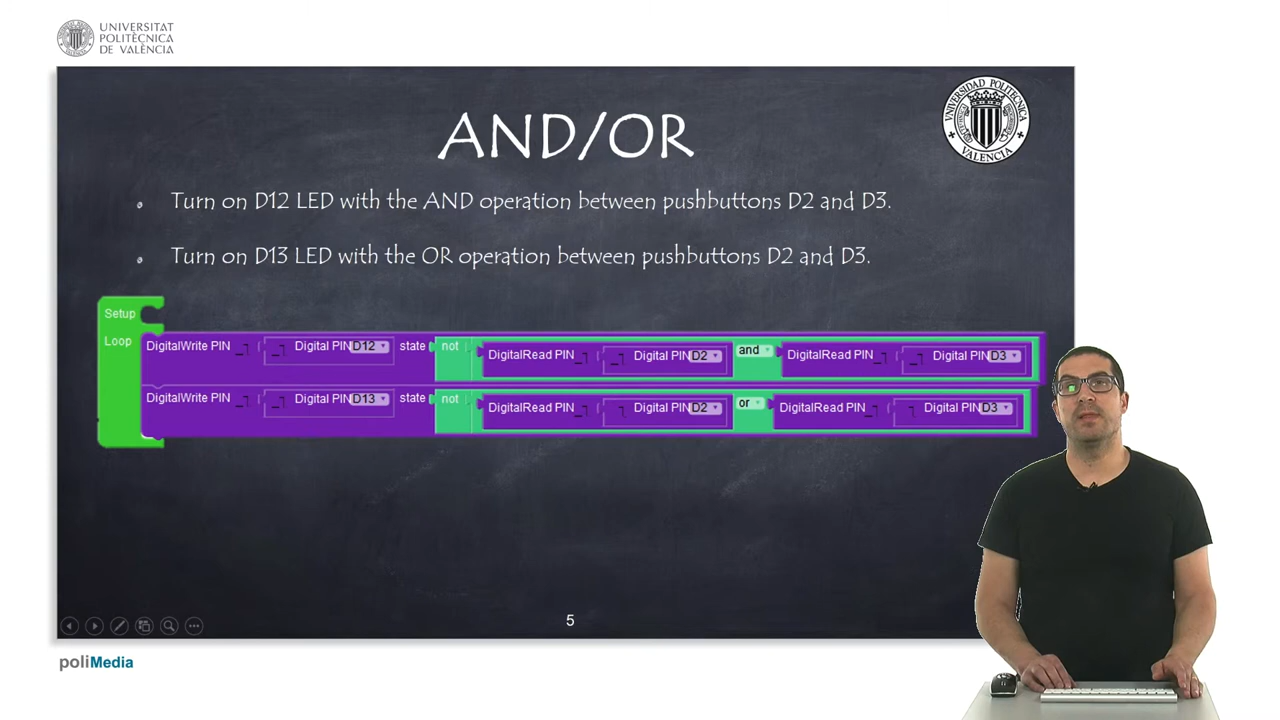 UNIVERSITAT
POLITÈCNICA
DE VALÈNCIA
UNIVERSIDAD POLITECNICA
VALENCIA
AND/OR
Turn on D12 LED with the AND operation between pushbuttons D2 and D3.
Turn on D13 LED with the OR operation between pushbuttons D2 and D3.
Setup
Loop
DigitalWrite PIN Digital PIN D12 state not DigitalRead PIN Digital PIN D2 and DigitalRead PIN Digital PIN D3
DigitalWrite PIN Digital PIN D13 state not DigitalRead PIN Digital PIN D2 or DigitalRead PIN Digital PIN D3
5
poliMedia